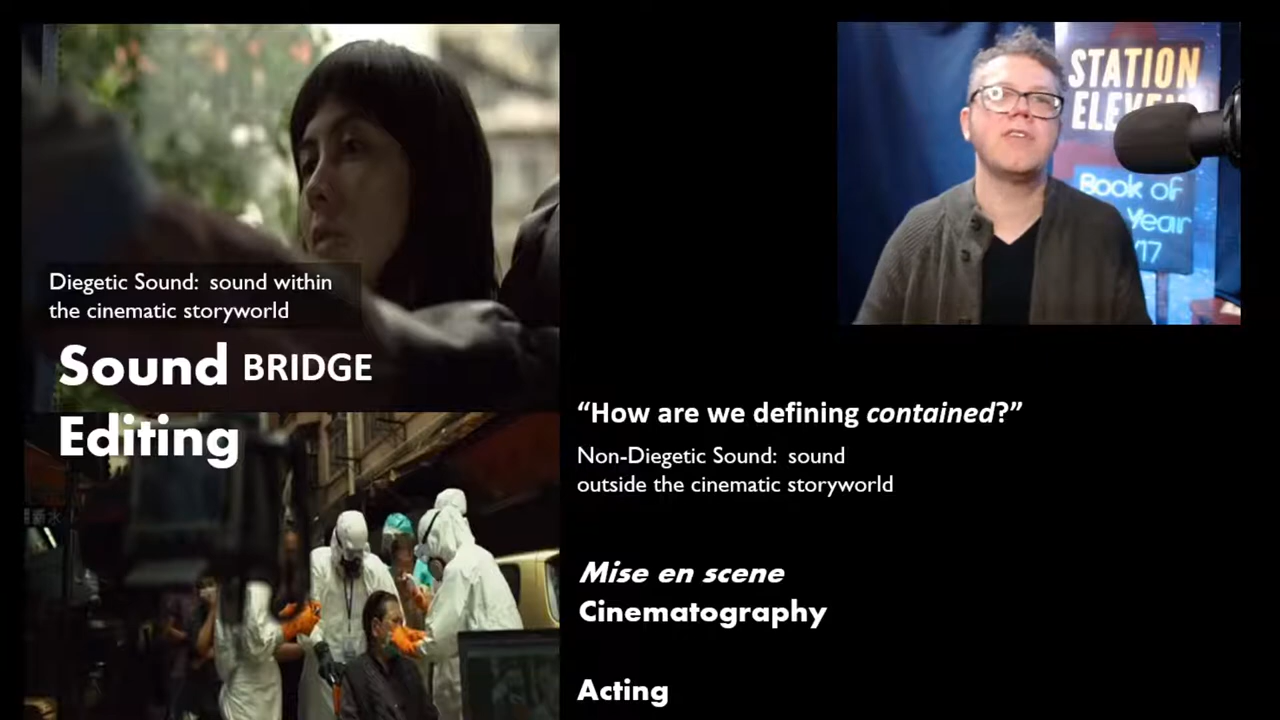 Diegetic Sound: sound within
the cinematic storyworld
Sound BRIDGE
Editing
STATION
ELEVEN
Book of
Year
17
“How are we defining contained?”
Non-Diegetic Sound: sound
outside the cinematic storyworld
Mise en scene
Cinematography
Acting